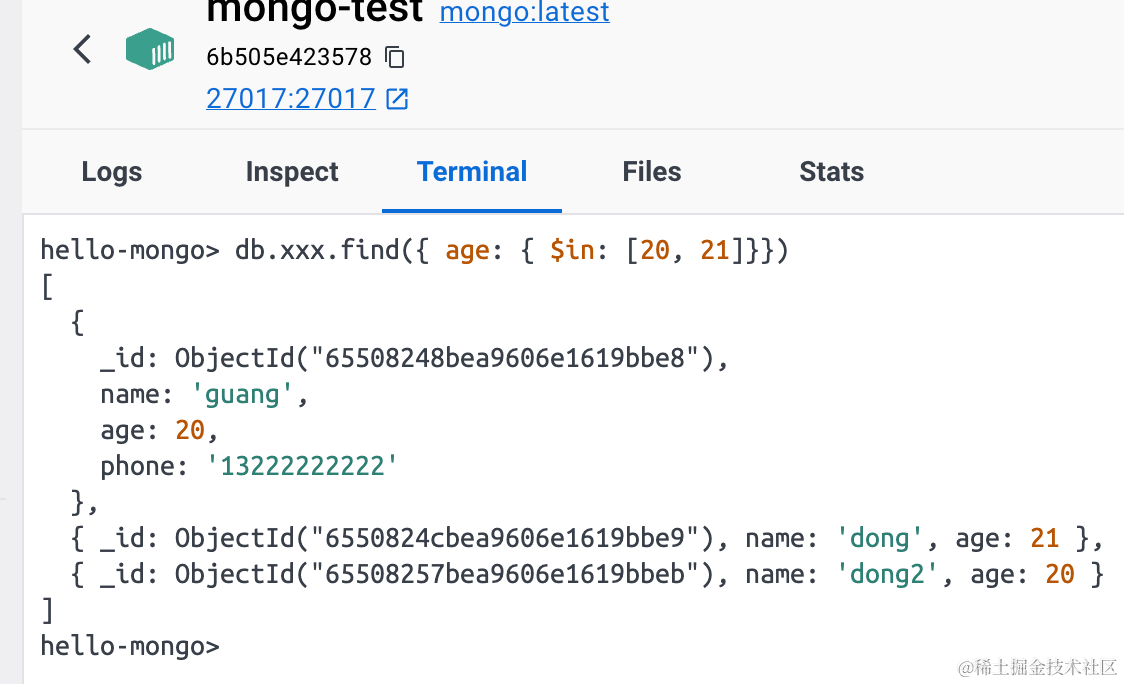 mongo-test mongo:latest
6b505e423578
27017:27017
Logs Inspect Terminal Files Stats
hello-mongo> db.xxx.find({ age: { $in: [20, 21]}})
[
  {
    _id: ObjectId("65508248bea9606e1619bbe8"),
    name: 'guang',
    age: 20,
    phone: '13222222222'
  },
  { _id: ObjectId("6550824cbea9606e1619bbe9"), name: 'dong', age: 21 },
  { _id: ObjectId("65508257bea9606e1619bbeb"), name: 'dong2', age: 20 }
]
hello-mongo>
@稀土掘金技术社区